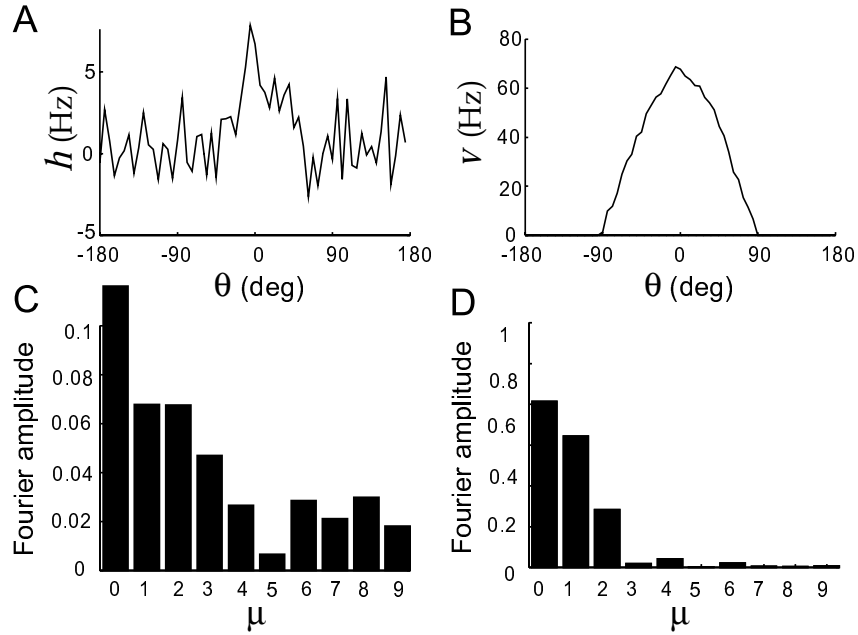 A
h (Hz)
5
0
-5
-180 -90 0 90 180
θ (deg)
B
v (Hz)
80
60
40
20
0
-180 -90 0 90 180
θ (deg)
C
Fourier amplitude
0.1
0.08
0.06
0.04
0.02
0
0 1 2 3 4 5 6 7 8 9
μ
D
Fourier amplitude
1
0.8
0.6
0.4
0.2
0
0 1 2 3 4 5 6 7 8 9
μ